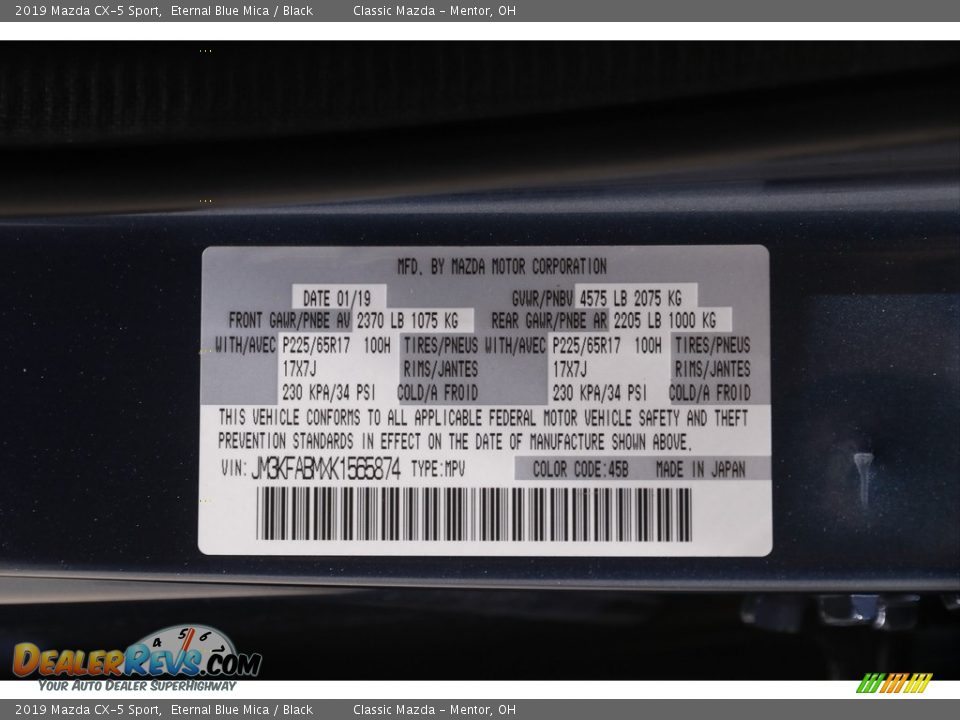 2019 Mazda CX-5 Sport,  Eternal Blue Mica / Black          Classic Mazda - Mentor, OH
MFD. BY MAZDA MOTOR CORPORATION
DATE 01/19 GVWR/PNBV 4575 LB 2075 KG
FRONT GAWR/PNBE AV 2370 LB 1075 KG REAR GAWR/PNBE AR 2205 LB 1000 KG
WITH/AVEC P225/65R17 100H TIRES/PNEUS WITH/AVEC P225/65R17 100H TIRES/PNEUS
17X7J RIMS/JANTES 17X7J RIMS/JANTES
230 KPA/34 PSI COLD/A FROID 230 KPA/34 PSI COLD/A FROID
THIS VEHICLE CONFORMS TO ALL APPLICABLE FEDERAL MOTOR VEHICLE SAFETY AND THEFT
PREVENTION STANDARDS IN EFFECT ON THE DATE OF MANUFACTURE SHOWN ABOVE.
VIN: JM3KFABMXK1565874 TYPE:MPV COLOR CODE:45B MADE IN JAPAN
4 5 6
DEALERREVS.COM
YOUR AUTO DEALER SUPERHIGHWAY
2019 Mazda CX-5 Sport,  Eternal Blue Mica / Black          Classic Mazda - Mentor, OH